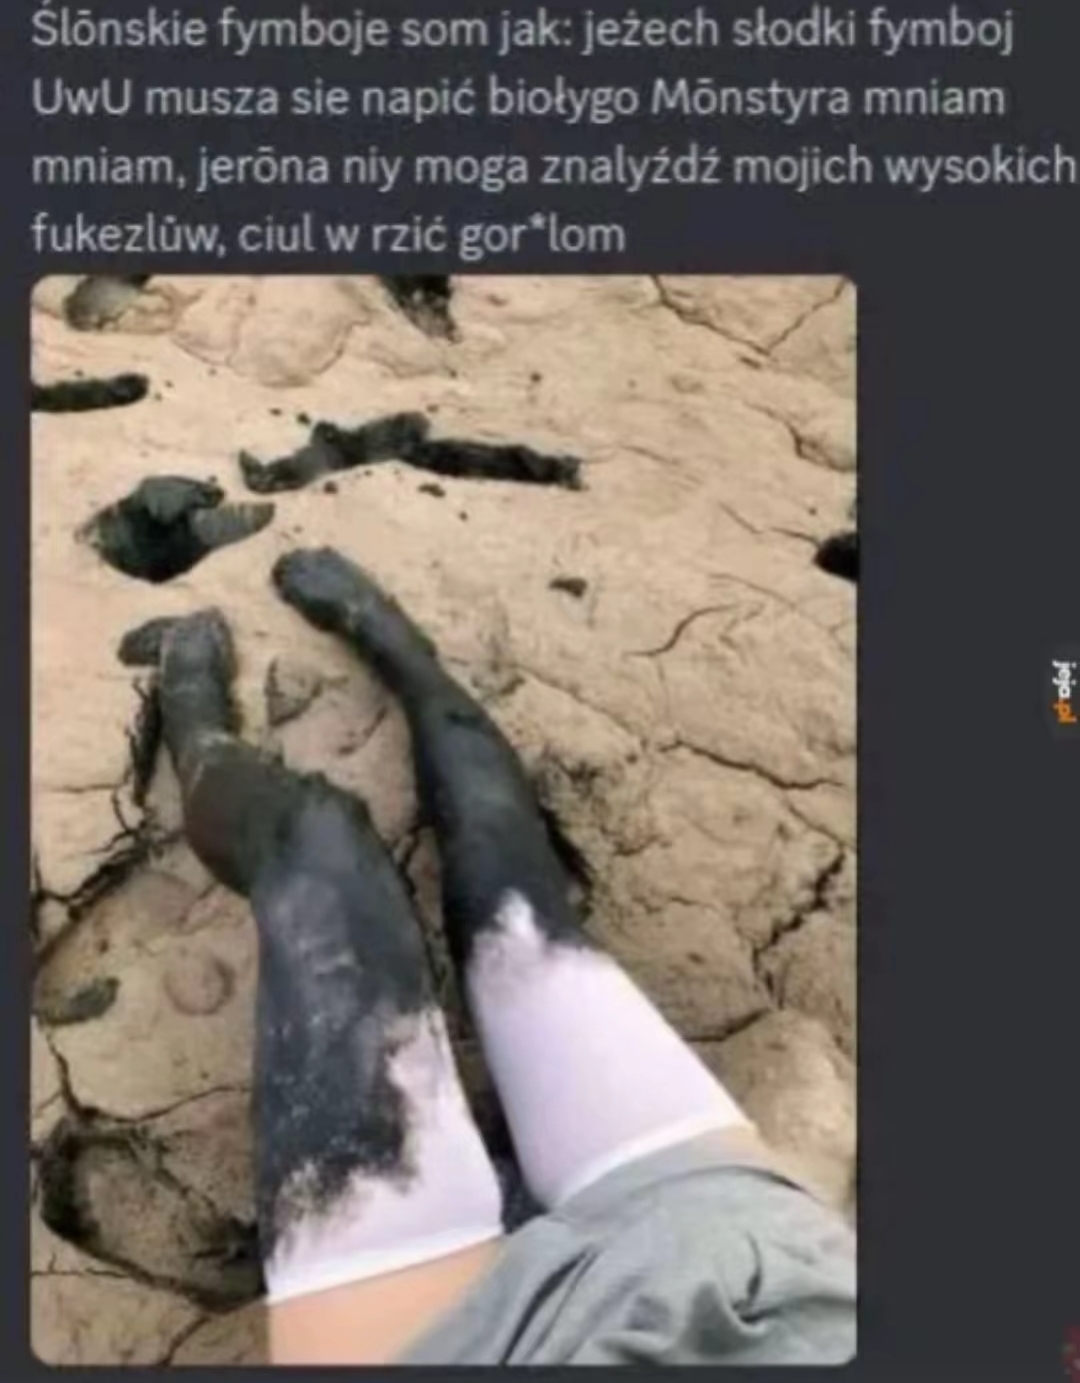 Ślōnskie fymboje som jak: jeżech słodki fymboj
UwU musza sie napić biołygo Mōnstyra mniam
mniam, jerōna niy moga znalyźdź mojich wysokich
fukezlůw, ciul w rzić gor*lom
jeja.pl